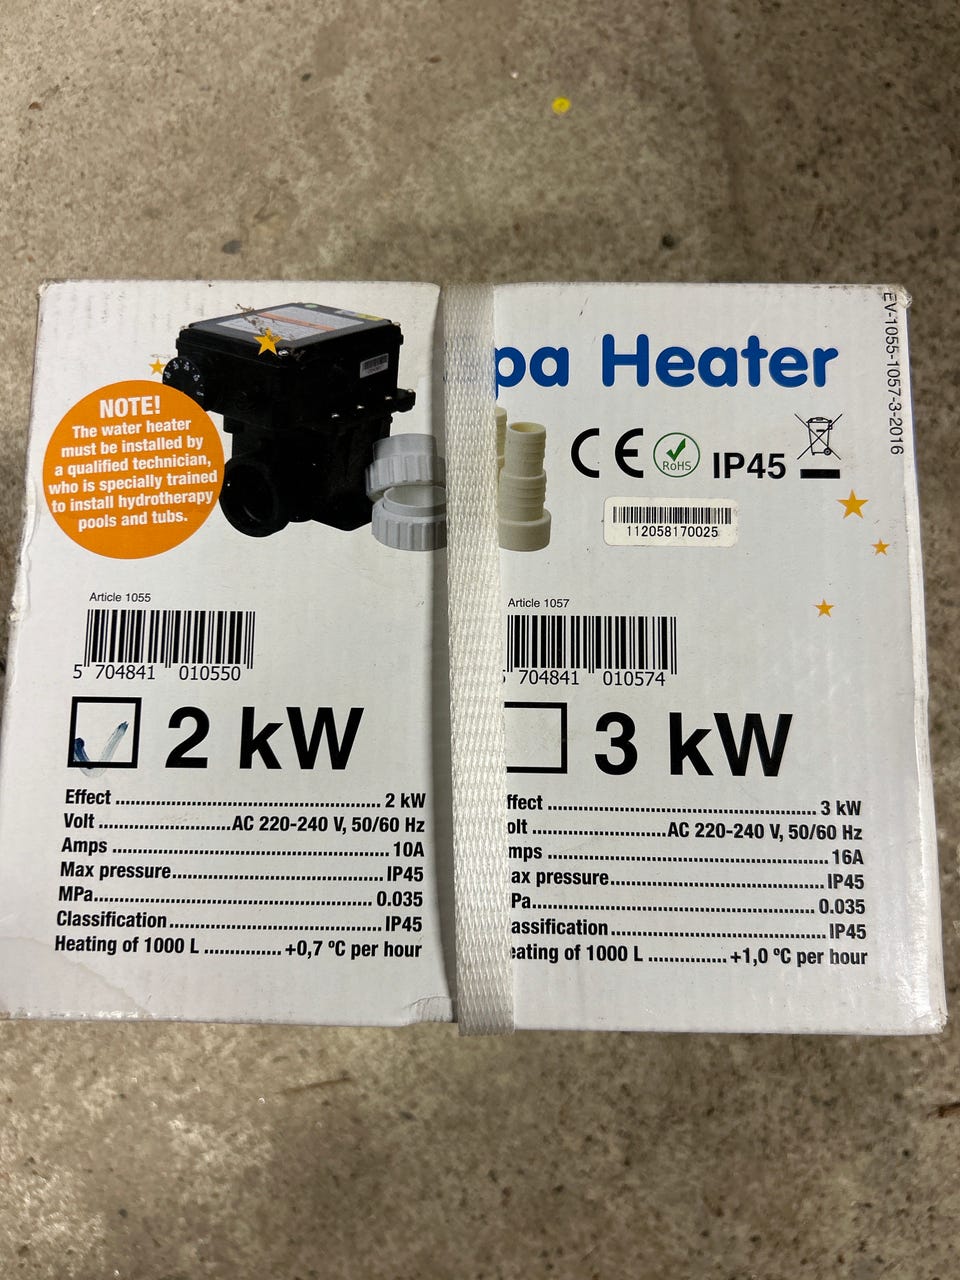 EV-1055-1057-3-2016
pa Heater
NOTE!
The water heater
must be installed by
a qualified technician,
who is specially trained
to install hydrotherapy
pools and tubs.
CE
RoHS
IP45
112058170025
Article 1055
5 704841 010550
2 kW
Effect ............ 2 kW
Volt ............ AC 220-240 V, 50/60 Hz
Amps ............ 10A
Max pressure ............ IP45
MPa ............ 0.035
Classification ............ IP45
Heating of 1000 L ............ +0,7 ºC per hour
Article 1057
704841 010574
3 kW
ffect ............ 3 kW
olt ............ AC 220-240 V, 50/60 Hz
mps ............ 16A
ax pressure ............ IP45
Pa ............ 0.035
assification ............ IP45
eating of 1000 L ............ +1,0 ºC per hour